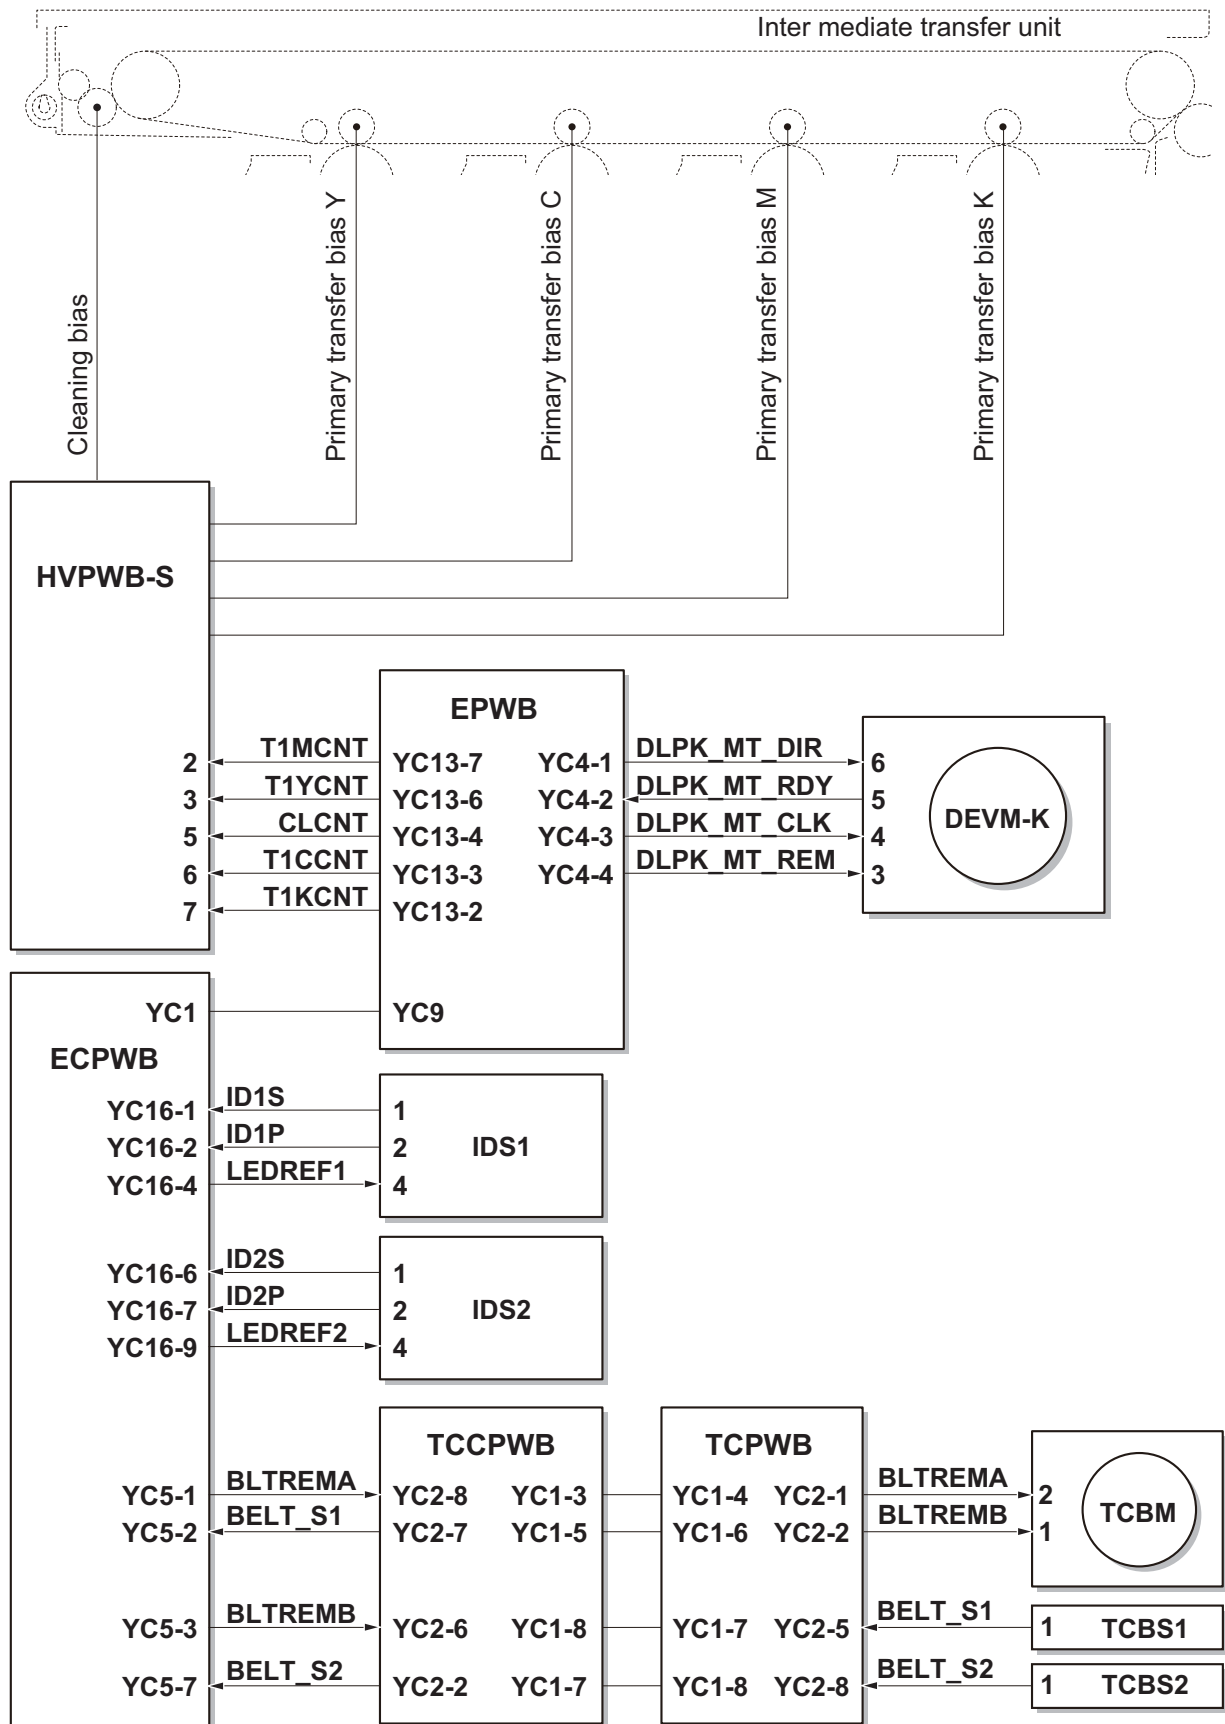 Inter mediate transfer unit
Cleaning bias
Primary transfer bias Y
Primary transfer bias C
Primary transfer bias M
Primary transfer bias K
HVPWB-S
2
3
5
6
7
T1MCNT
T1YCNT
CLCNT
T1CCNT
T1KCNT
EPWB
YC13-7
YC13-6
YC13-4
YC13-3
YC13-2
YC4-1
YC4-2
YC4-3
YC4-4
YC9
DLPK_MT_DIR
DLPK_MT_RDY
DLPK_MT_CLK
DLPK_MT_REM
6
5
4
3
DEVM-K
YC1
ECPWB
YC16-1
YC16-2
YC16-4
ID1S
ID1P
LEDREF1
1
2
4
IDS1
YC16-6
YC16-7
YC16-9
ID2S
ID2P
LEDREF2
1
2
4
IDS2
YC5-1
YC5-2
YC5-3
YC5-7
BLTREMA
BELT_S1
BLTREMB
BELT_S2
TCCPWB
YC2-8
YC2-7
YC2-6
YC2-2
YC1-3
YC1-5
YC1-8
YC1-7
TCPWB
YC1-4
YC1-6
YC1-7
YC1-8
YC2-1
YC2-2
YC2-5
YC2-8
BLTREMA
BLTREMB
BELT_S1
BELT_S2
2
1
TCBM
1
TCBS1
1
TCBS2